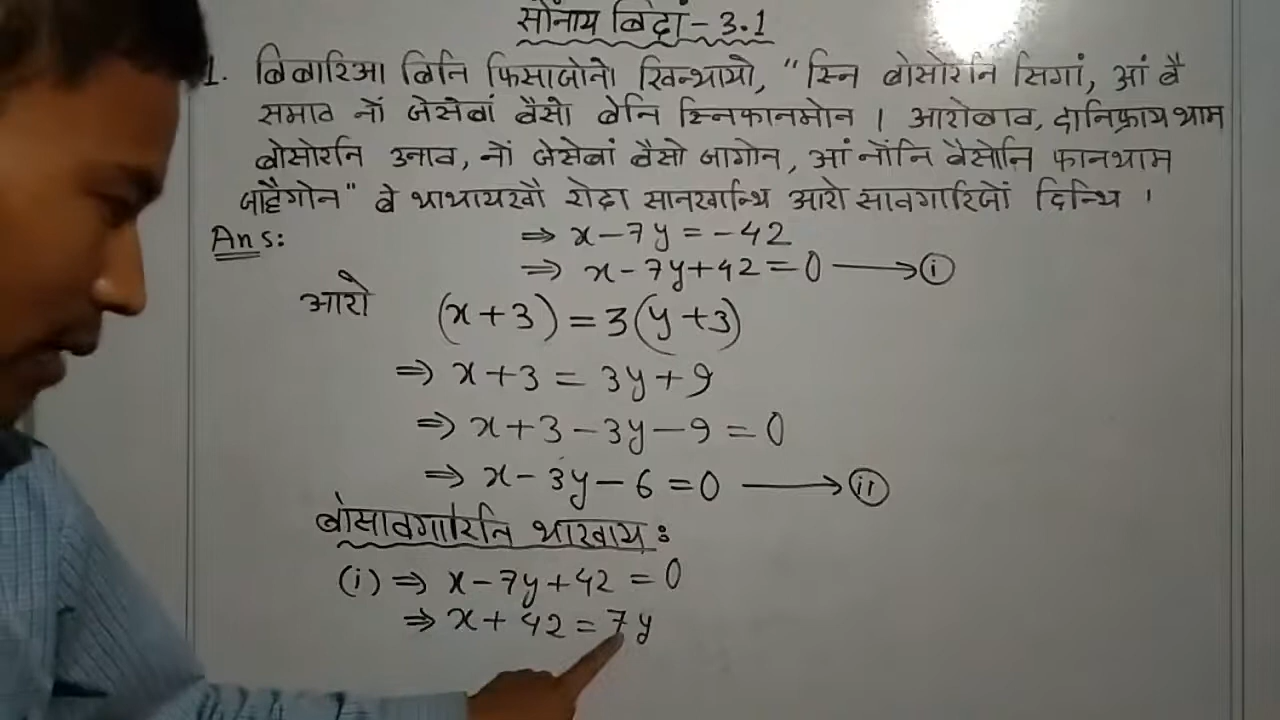 सोंनाय बिद्रां - 3.1
1. बिबारिआ बिनि फिसाजोनो खिन्थायो, "स्नि बोसोरनि सिगां, आं बै
समाव नों जेसेबां बैसो बेनि स्निफानमोन । आरोबाव, दानिफ्राय थाम
बोसोरनि उनाव, नों जेसेबां बैसो जागोन, आं नोंनि बैसोनि फानथाम
जाहैगोन" बे थाथायखौ रोदा सानखान्थि आरो सावगारिजों दिन्थि ।
Ans:
⇒ x - 7y = -42
⇒ x - 7y + 42 = 0 ⟶ (i)
आरो (x + 3) = 3(y + 3)
⇒ x + 3 = 3y + 9
⇒ x + 3 - 3y - 9 = 0
⇒ x - 3y - 6 = 0 ⟶ (ii)
बोसावगारिनि थाखाय :
(i) ⇒ x - 7y + 42 = 0
⇒ x + 42 = 7y